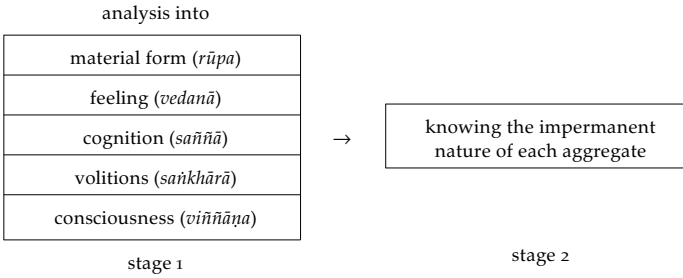 analysis into
material form (rūpa)
feeling (vedanā)
cognition (saññā)
volitions (saṅkhārā)
consciousness (viññāṇa)
stage 1
→
knowing the impermanent
nature of each aggregate
stage 2